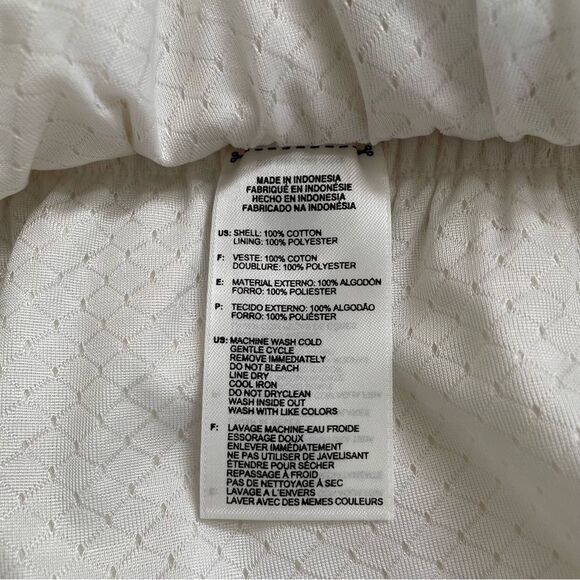 MADE IN INDONESIA
FABRIQUÉ EN INDONÉSIE
HECHO EN INDONESIA
FABRICADO NA INDONÉSIA
US: SHELL: 100% COTTON
LINING: 100% POLYESTER
F: VESTE: 100% COTON
DOUBLURE: 100% POLYESTER
E: MATERIAL EXTERNO: 100% ALGODÓN
FORRO: 100% POLIESTER
P: TECIDO EXTERNO: 100% ALGODÃO
FORRO: 100% POLIÉSTER
US: MACHINE WASH COLD
GENTLE CYCLE
REMOVE IMMEDIATELY
DO NOT BLEACH
LINE DRY
COOL IRON
DO NOT DRYCLEAN
WASH INSIDE OUT
WASH WITH LIKE COLORS
F: LAVAGE MACHINE-EAU FROIDE
ESSORAGE DOUX
ENLEVER IMMÉDIATEMENT
NE PAS UTILISER DE JAVELISANT
ÉTENDRE POUR SÈCHER
REPASSAGE À FROID
PAS DE NETTOYAGE À SEC
LAVAGE A L'ENVERS
LAVER AVEC DES MEMES COULEURS